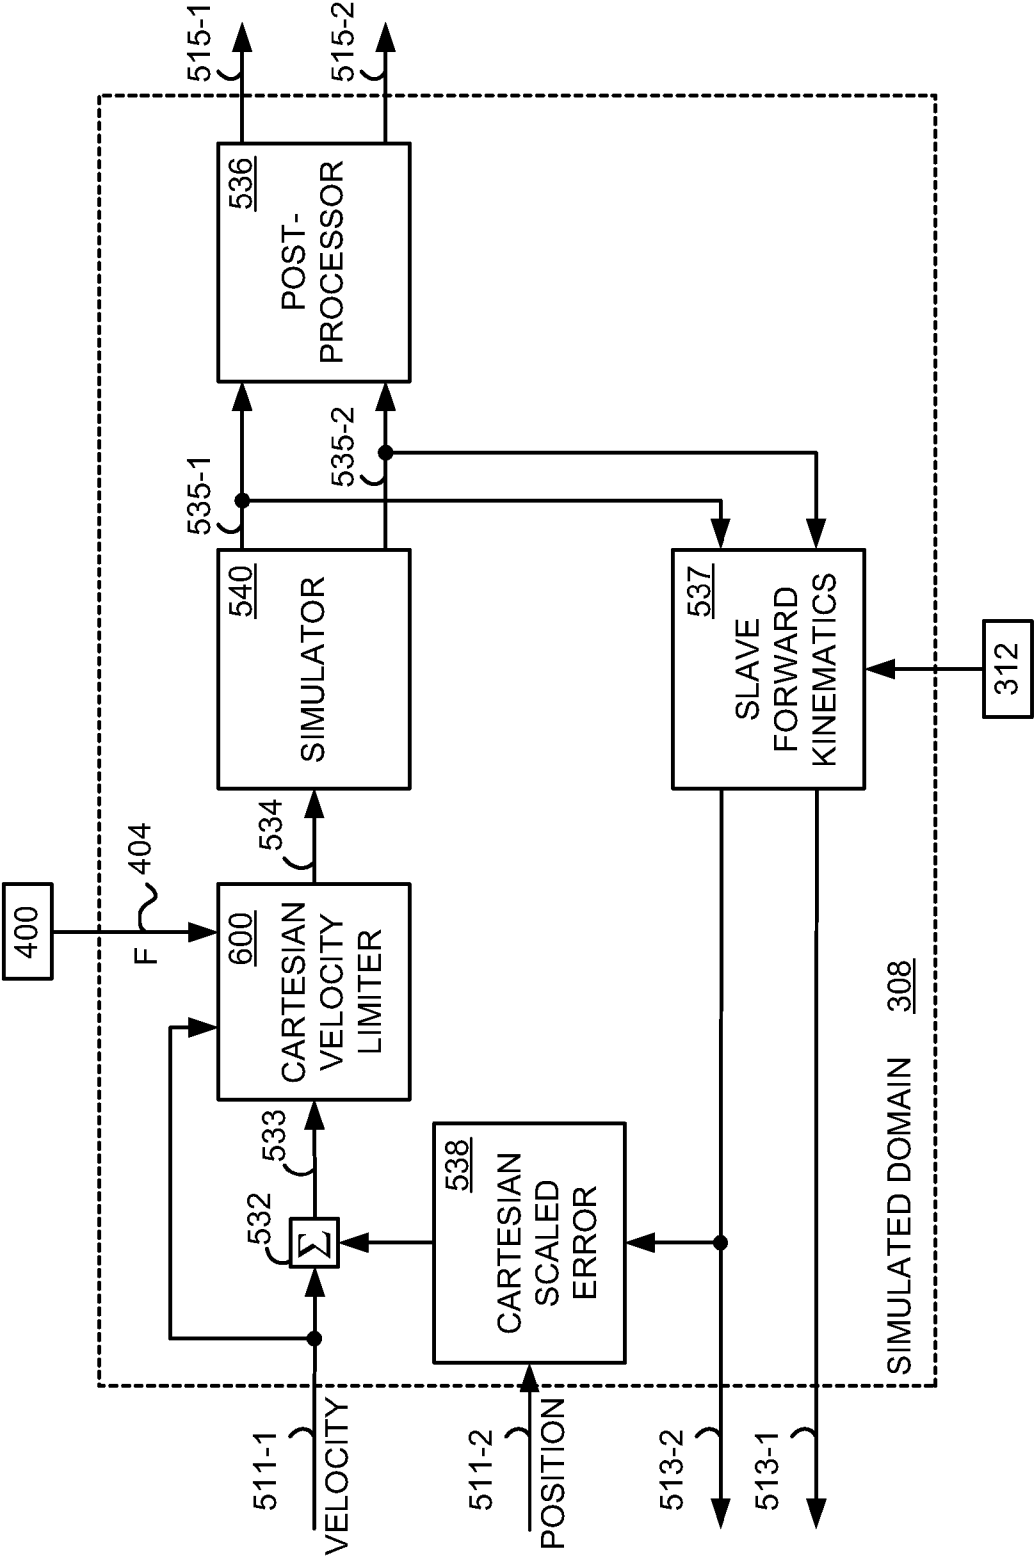 400
F
404
VELOCITY
511-1
532
Σ
533
600
CARTESIAN
VELOCITY
LIMITER
534
540
SIMULATOR
535-1
535-2
536
POST-
PROCESSOR
515-1
515-2
POSITION
511-2
538
CARTESIAN
SCALED
ERROR
537
SLAVE
FORWARD
KINEMATICS
513-2
513-1
SIMULATED DOMAIN 308
312